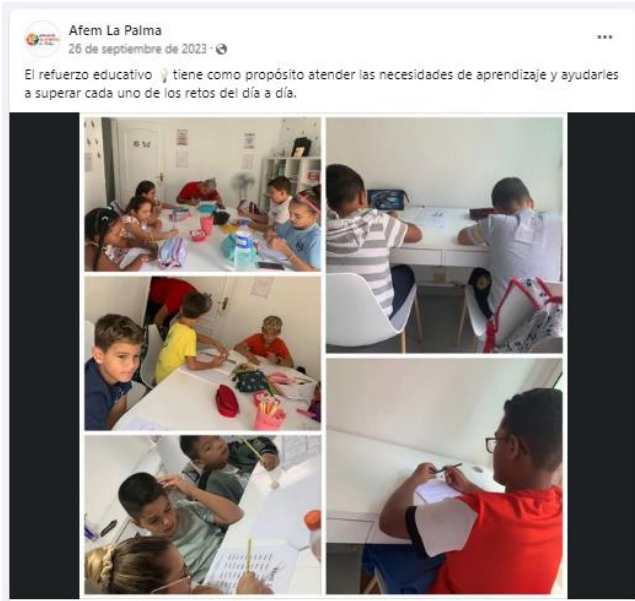 Afem La Palma
26 de septiembre de 2023 ·
El refuerzo educativo 💡 tiene como propósito atender las necesidades de aprendizaje y ayudarles
a superar cada uno de los retos del día a día.